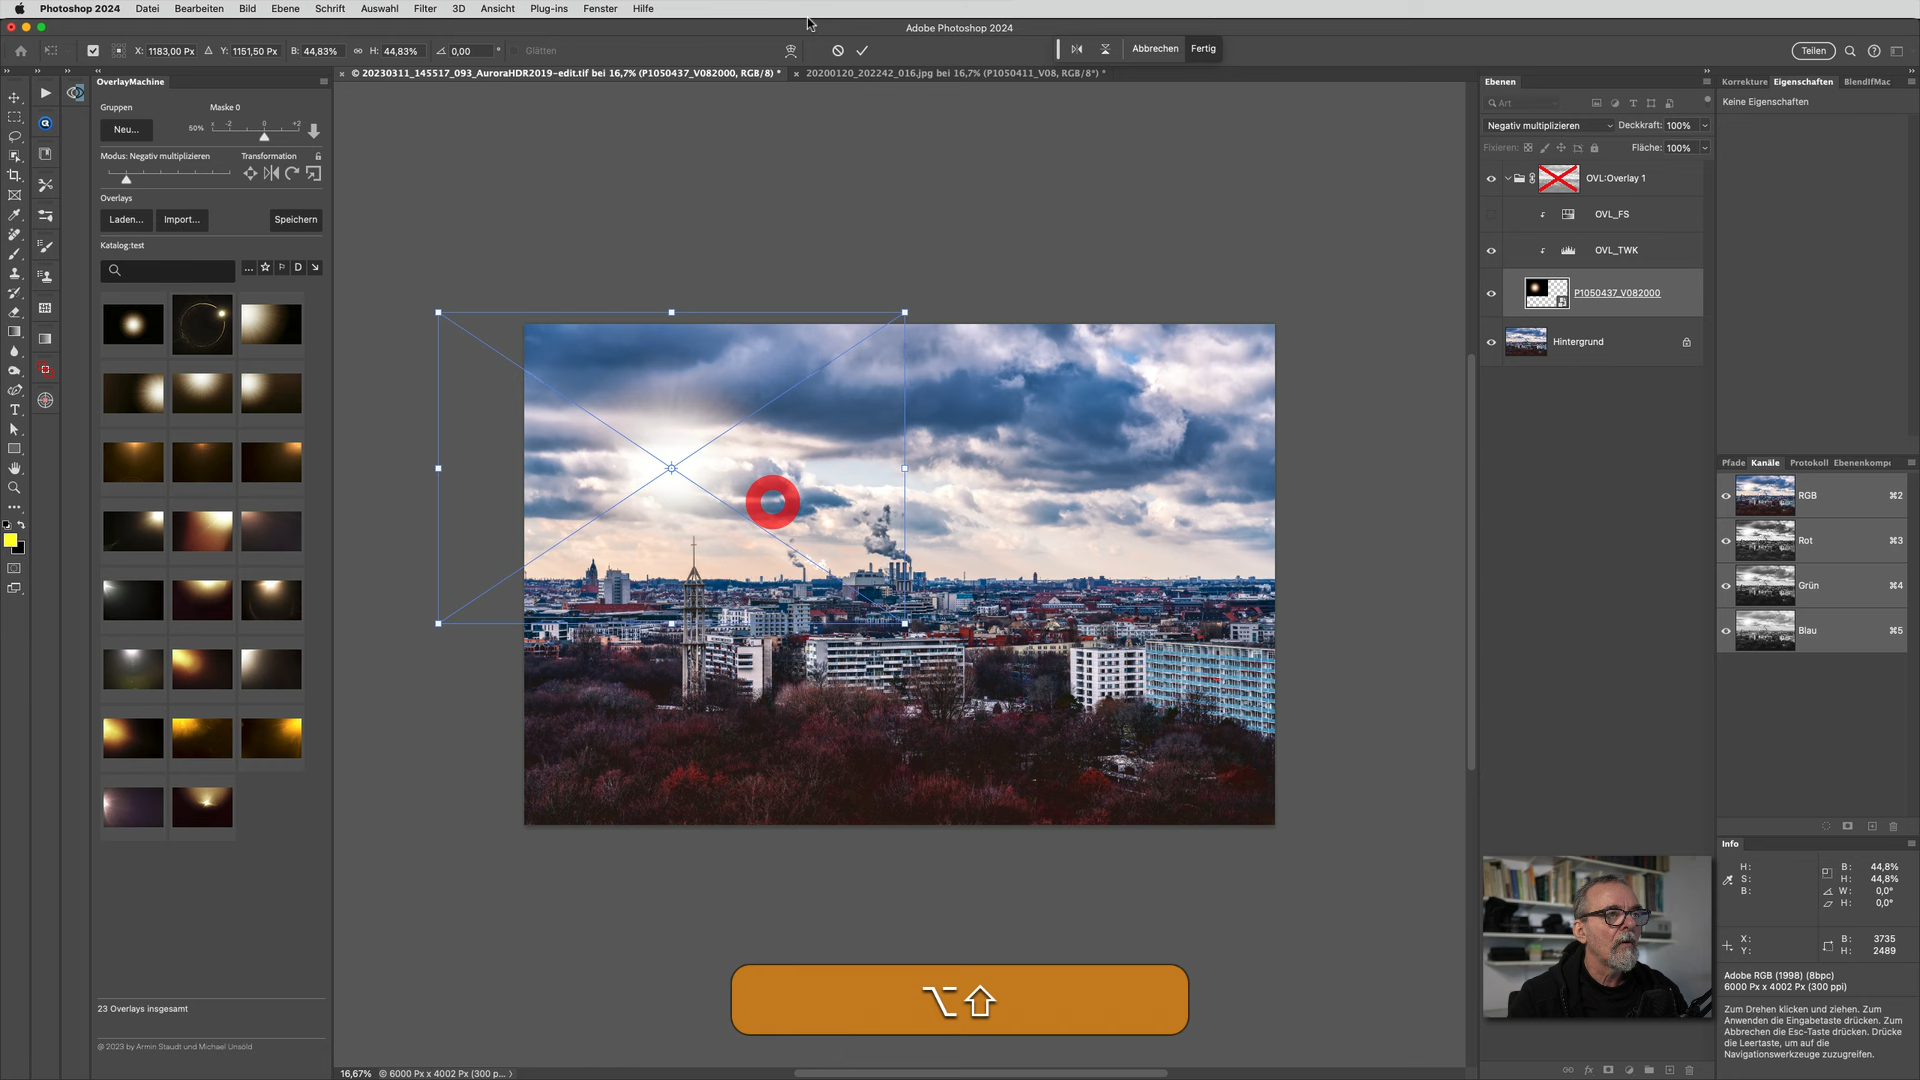 Photoshop 2024 Datei Bearbeiten Bild Ebene Schrift Auswahl Filter 3D Ansicht Plug-ins Fenster Hilfe
Adobe Photoshop 2024
X: 1183,00 Px Y: 1151,50 Px B: 44,83% H: 44,83% 0,00 ° Glätten Abbrechen Fertig Teilen
© 20230311_145517_093_AuroraHDR2019-edit.tif bei 16,7% (P1050437_V082000, RGB/8) * 20200120_202242_016.jpg bei 16,7% (P1050411_V08, RGB/8*) *
OverlayMachine
Gruppen Maske 0
Neu... 50% -2 0 +2
Modus: Negativ multiplizieren Transformation
Overlays
Laden... Import... Speichern
Katalog:test
... D
23 Overlays insgesamt
@ 2023 by Armin Staudt und Michael Unsöld
16,67% © 6000 Px x 4002 Px (300 p...
Ebenen
Art
Negativ multiplizieren Deckkraft: 100%
Fixieren: Fläche: 100%
OVL:Overlay 1
OVL_FS
OVL_TWK
P1050437_V082000
Hintergrund
fx
Korrekture Eigenschaften BlendIfMac
Keine Eigenschaften
Pfade Kanäle Protokoll Ebenenkompo
RGB ⌘2
Rot ⌘3
Grün ⌘4
Blau ⌘5
Info
H: B: 44,8%
S: H: 44,8%
B: W: 0,0°
H: 0,0°
X: B: 3735
Y: H: 2489
Adobe RGB (1998) (8bpc)
6000 Px x 4002 Px (300 ppi)
Zum Drehen klicken und ziehen. Zum
Anwenden die Eingabetaste drücken. Zum
Abbrechen die Esc-Taste drücken. Drücke
die Leertaste, um auf die
Navigationswerkzeuge zuzugreifen.
⌥⇧